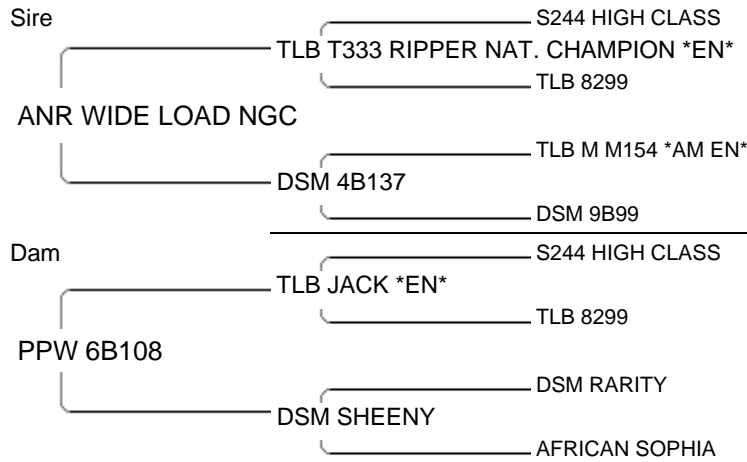 Sire
S244 HIGH CLASS
TLB T333 RIPPER NAT. CHAMPION *EN*
TLB 8299
ANR WIDE LOAD NGC
TLB M M154 *AM EN*
DSM 4B137
DSM 9B99
Dam
S244 HIGH CLASS
TLB JACK *EN*
TLB 8299
PPW 6B108
DSM RARITY
DSM SHEENY
AFRICAN SOPHIA